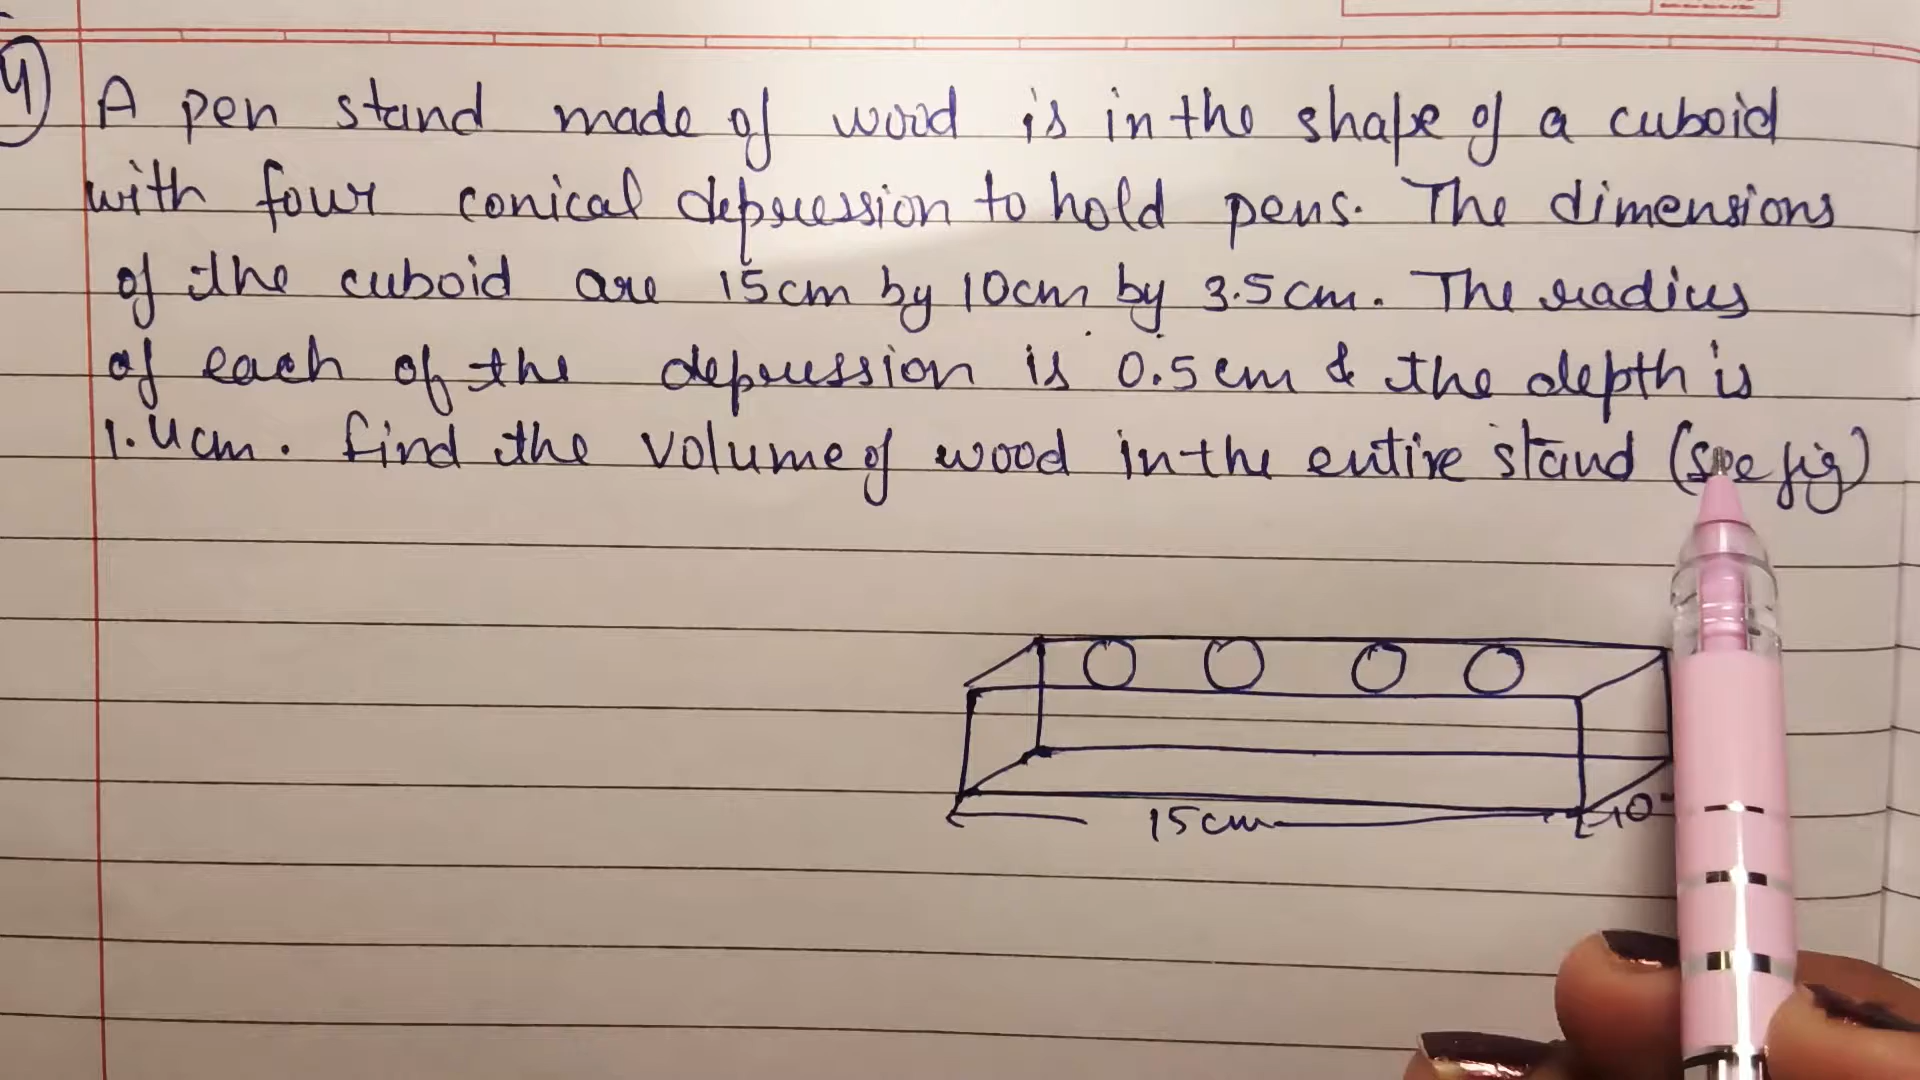 4) A pen stand made of wood is in the shape of a cuboid
with four conical depression to hold pens. The dimensions
of the cuboid are 15cm by 10cm by 3.5cm. The radius
of each of the depression is 0.5cm & the depth is
1.4cm. find the volume of wood in the entire stand (see fig)
15cm
10